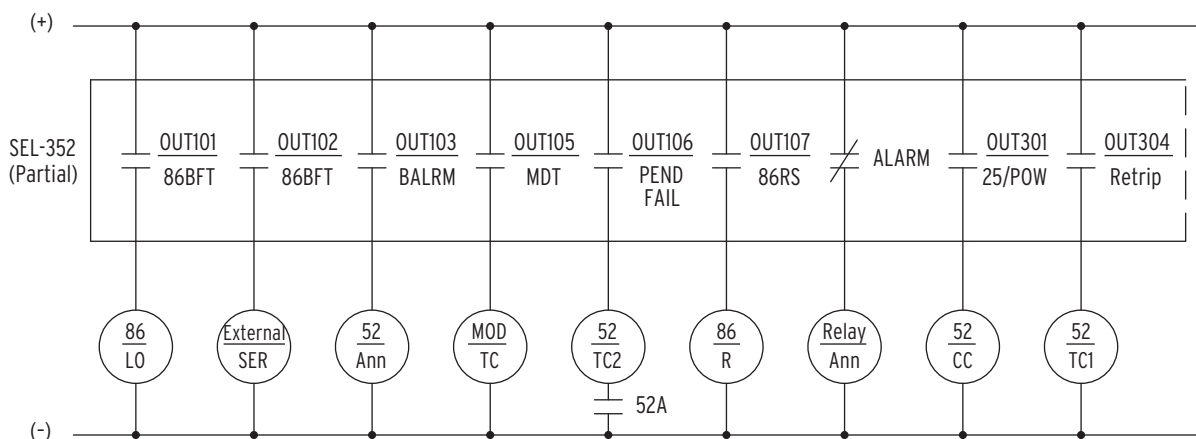 (+)
SEL-352
(Partial)
OUT101
86BFT
OUT102
86BFT
OUT103
BALRM
OUT105
MDT
OUT106
PEND
FAIL
OUT107
86RS
ALARM
OUT301
25/POW
OUT304
Retrip
86
LO
External
SER
52
Ann
MOD
TC
52
TC2
86
R
Relay
Ann
52
CC
52
TC1
52A
(-)